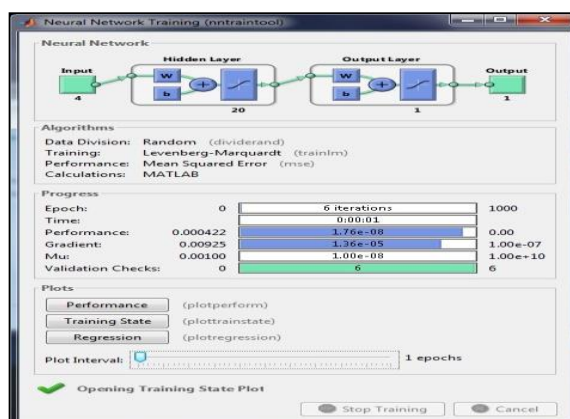 Neural Network Training (nntraintool)
Neural Network
Hidden Layer Output Layer
Input Output
W W
b b
4 20 1 1
Algorithms
Data Division: Random (dividerand)
Training: Levenberg-Marquardt (trainlm)
Performance: Mean Squared Error (mse)
Calculations: MATLAB
Progress
Epoch: 0 6 iterations 1000
Time: 0:00:01
Performance: 0.000422 1.76e-08 0.00
Gradient: 0.00925 1.36e-05 1.00e-07
Mu: 0.00100 1.00e-08 1.00e+10
Validation Checks: 0 6 6
Plots
Performance (plotperform)
Training State (plottrainstate)
Regression (plotregression)
Plot Interval: 1 epochs
Opening Training State Plot
Stop Training Cancel